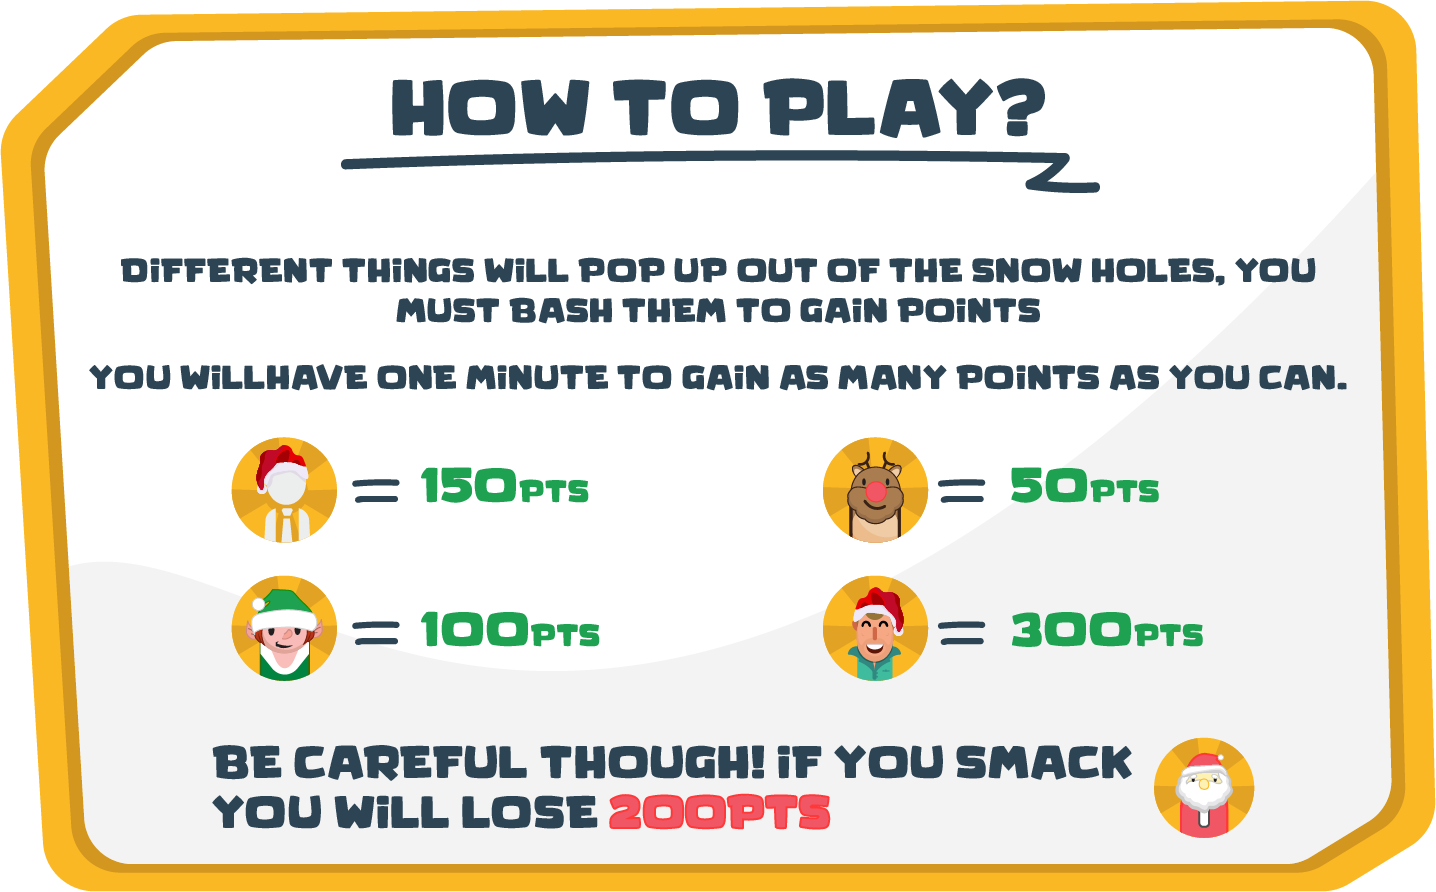 HOW TO PLAY?
DIFFERENT THINGS WILL POP UP OUT OF THE SNOW HOLES, YOU
MUST BASH THEM TO GAIN POINTS
YOU WILLHAVE ONE MINUTE TO GAIN AS MANY POINTS AS YOU CAN.
= 150PTS
= 50PTS
= 100PTS
= 300PTS
BE CAREFUL THOUGH! IF YOU SMACK
YOU WILL LOSE 200PTS